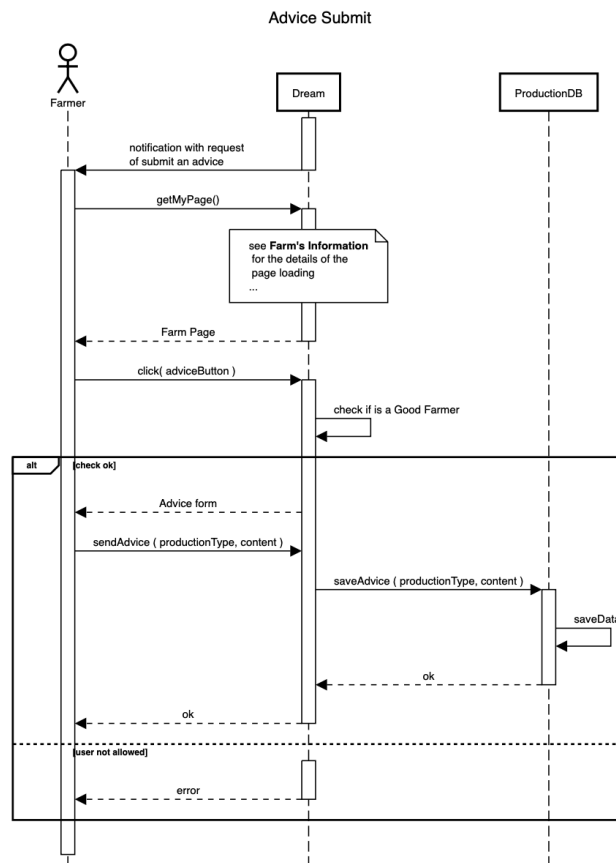 Advice Submit
Farmer
Dream
ProductionDB
notification with request
of submit an advice
getMyPage()
see Farm's Information
for the details of the
page loading
...
Farm Page
click( adviceButton )
check if is a Good Farmer
alt
[check ok]
Advice form
sendAdvice ( productionType, content )
saveAdvice ( productionType, content )
saveData
ok
ok
[user not allowed]
error